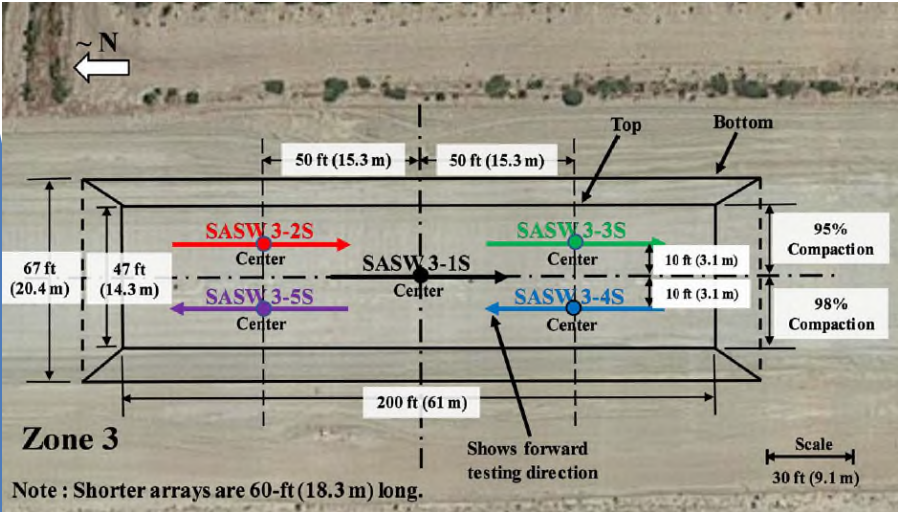 ~ N
Top
Bottom
50 ft (15.3 m)
50 ft (15.3 m)
SASW 3-2S
Center
SASW 3-3S
Center
95%
Compaction
67 ft
(20.4 m)
47 ft
(14.3 m)
SASW 3-1S
Center
10 ft (3.1 m)
10 ft (3.1 m)
SASW 3-5S
Center
SASW 3-4S
Center
98%
Compaction
200 ft (61 m)
Zone 3
Shows forward
testing direction
Scale
30 ft (9.1 m)
Note : Shorter arrays are 60-ft (18.3 m) long.